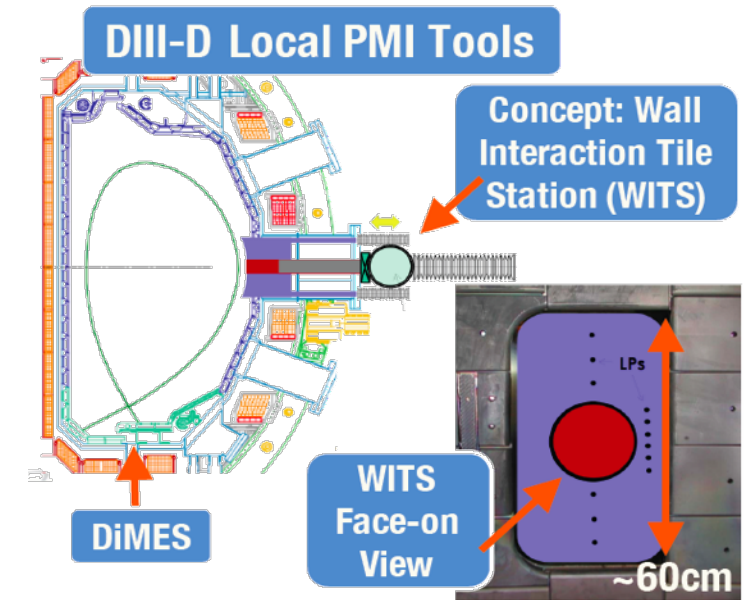 DIII-D Local PMI Tools
Concept: Wall
Interaction Tile
Station (WITS)
LPs
WITS
Face-on
View
DiMES
~60cm